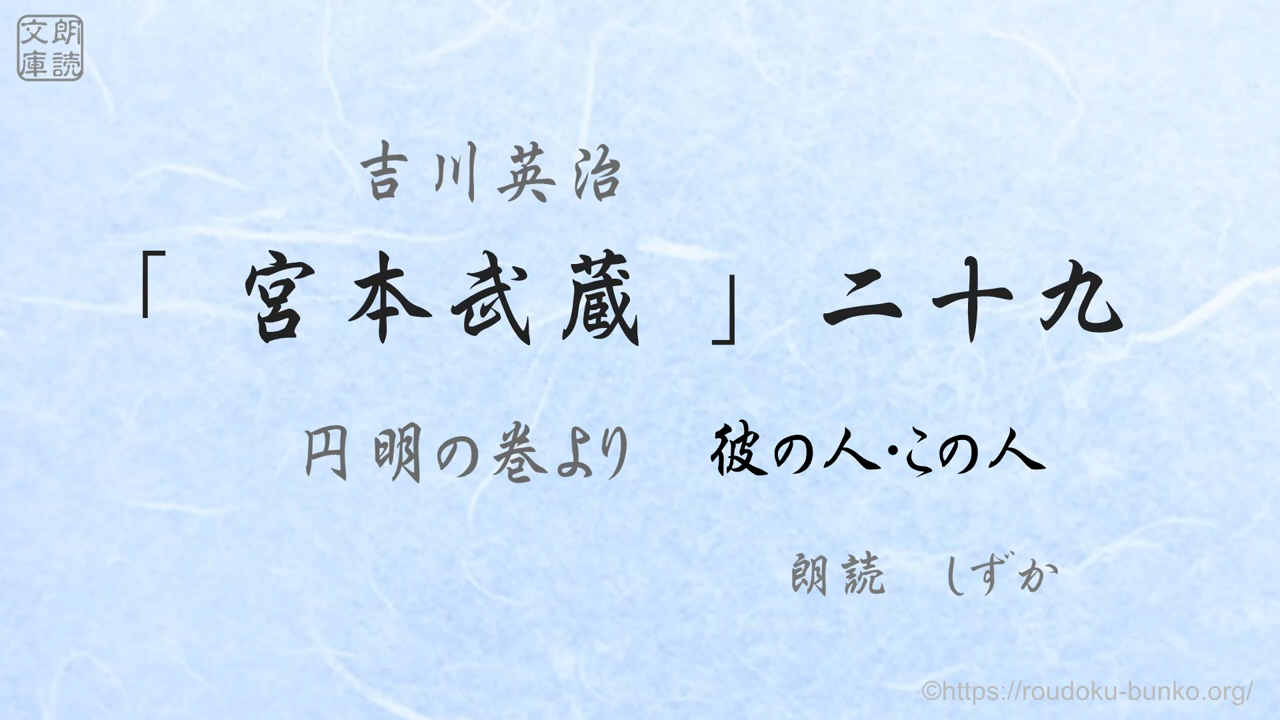 朗読文庫
吉川英治
「宮本武蔵」二十九
円明の巻より 彼の人・この人
朗読 しずか
©https://roudoku-bunko.org/